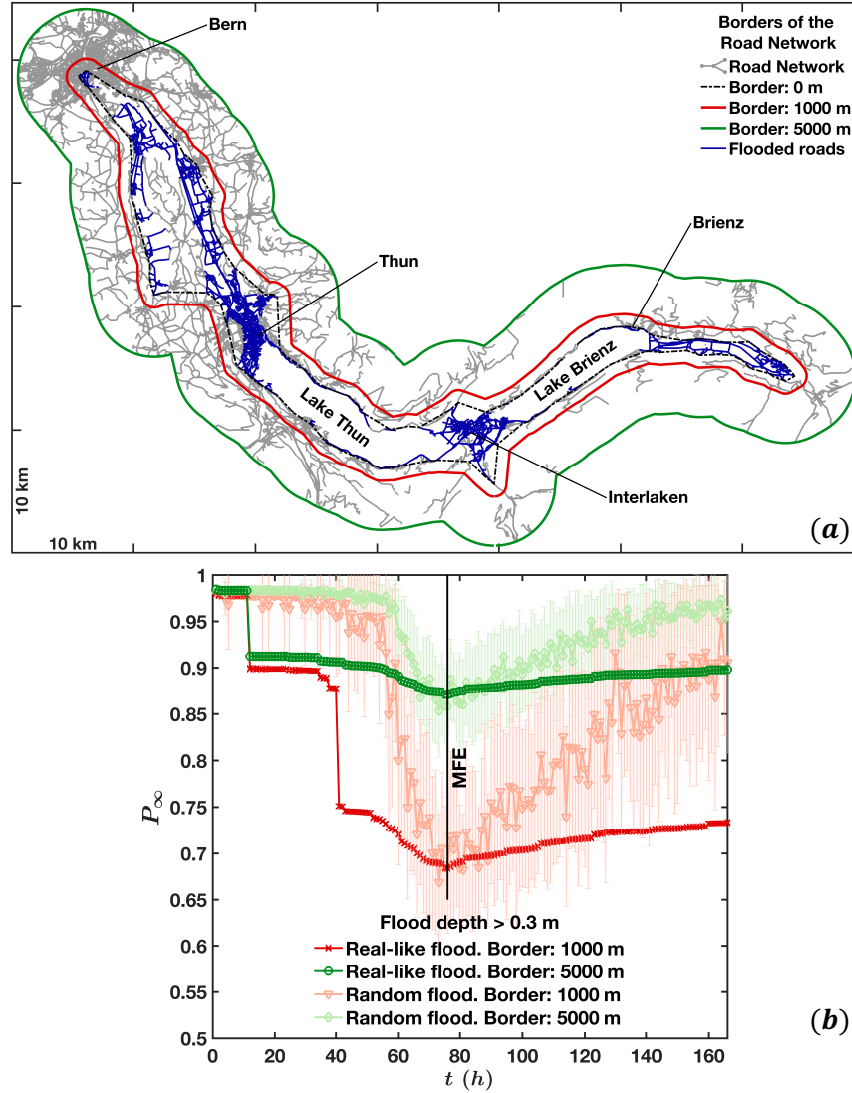 Bern
Borders of the
Road Network
Road Network
Border: 0 m
Border: 1000 m
Border: 5000 m
Flooded roads
Brienz
Thun
Lake Brienz
Lake Thun
Interlaken
10 km
10 km
(a)
1
0.95
0.9
0.85
0.8
0.75
0.7
0.65
0.6
0.55
0.5
P∞
MFE
Flood depth > 0.3 m
Real-like flood. Border: 1000 m
Real-like flood. Border: 5000 m
Random flood. Border: 1000 m
Random flood. Border: 5000 m
(b)
0 20 40 60 80 100 120 140 160
t (h)